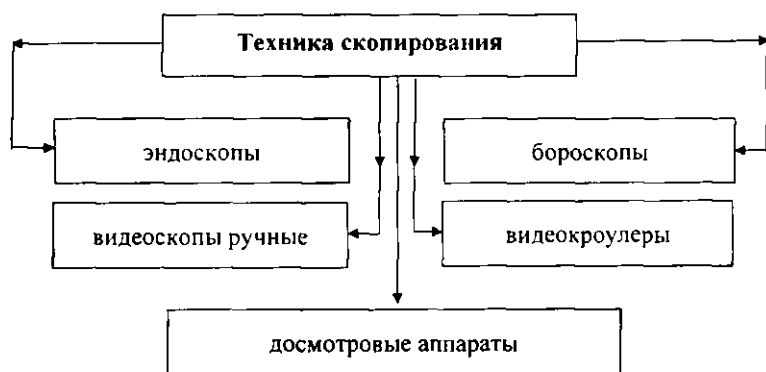 Техника скопирования
эндоскопы
бороскопы
видеоскопы ручные
видеокроулеры
досмотровые аппараты